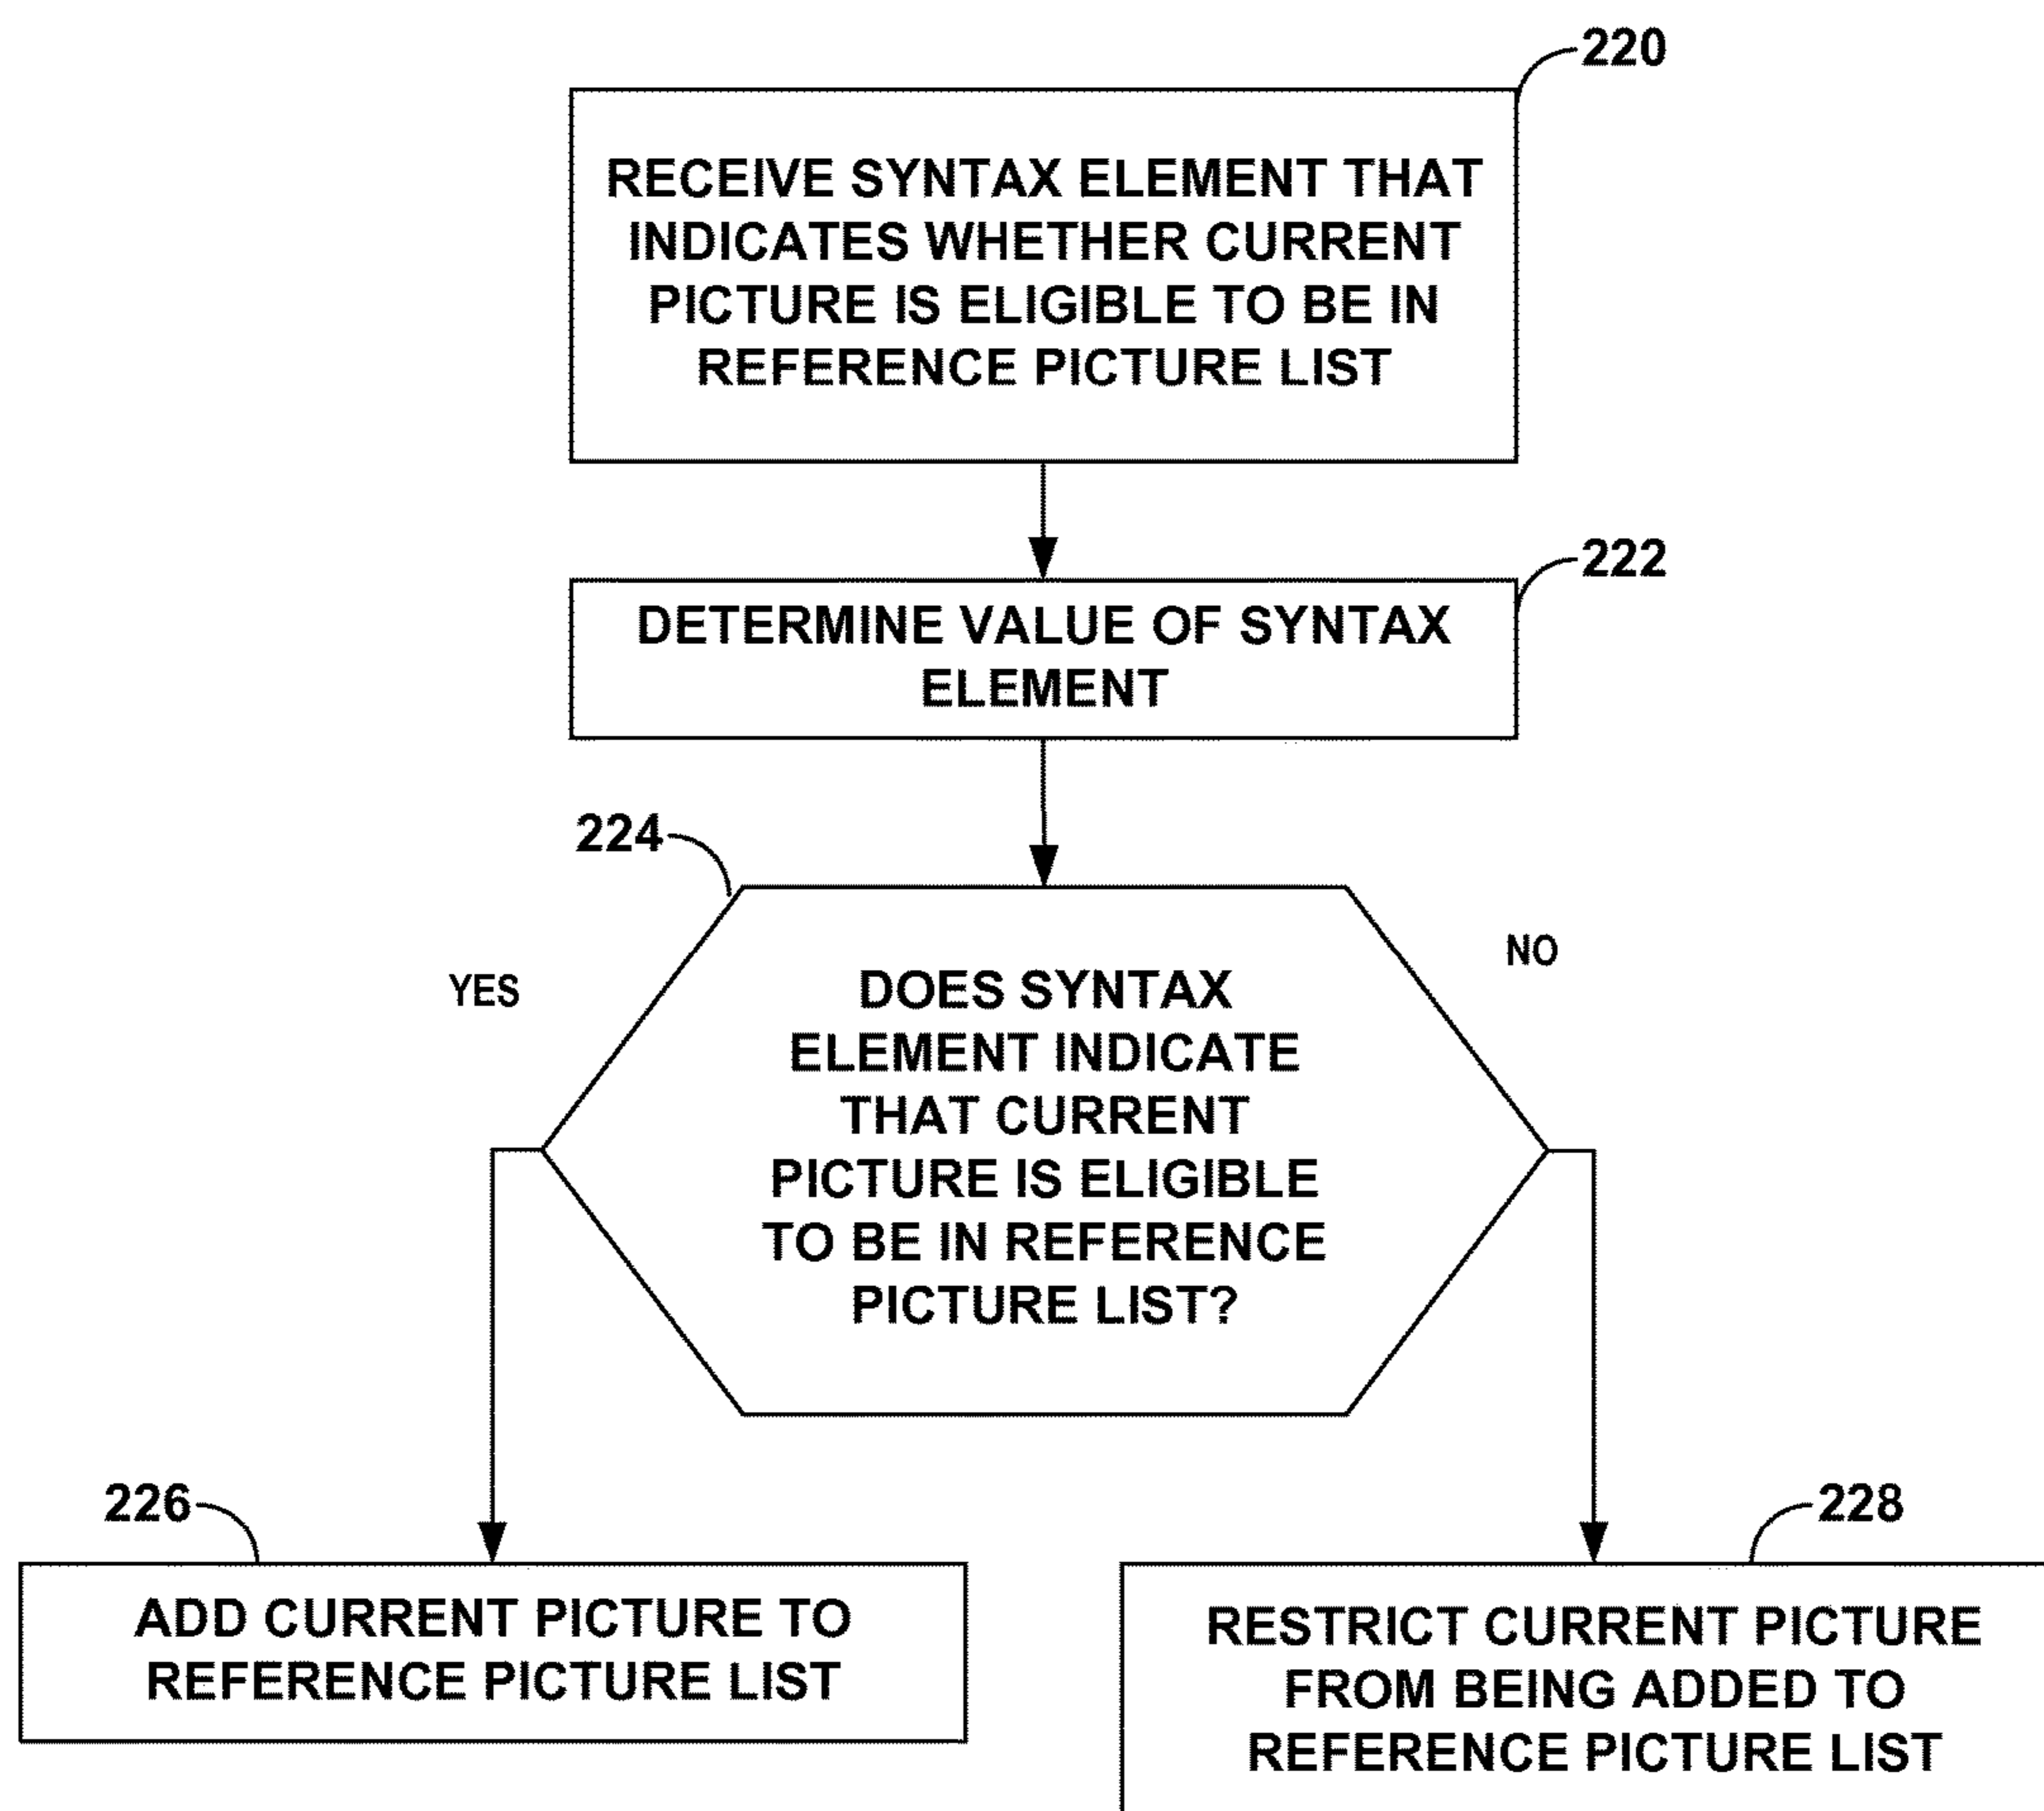 220
RECEIVE SYNTAX ELEMENT THAT
INDICATES WHETHER CURRENT
PICTURE IS ELIGIBLE TO BE IN
REFERENCE PICTURE LIST
222
DETERMINE VALUE OF SYNTAX
ELEMENT
224
YES
NO
DOES SYNTAX
ELEMENT INDICATE
THAT CURRENT
PICTURE IS ELIGIBLE
TO BE IN REFERENCE
PICTURE LIST?
226
ADD CURRENT PICTURE TO
REFERENCE PICTURE LIST
228
RESTRICT CURRENT PICTURE
FROM BEING ADDED TO
REFERENCE PICTURE LIST